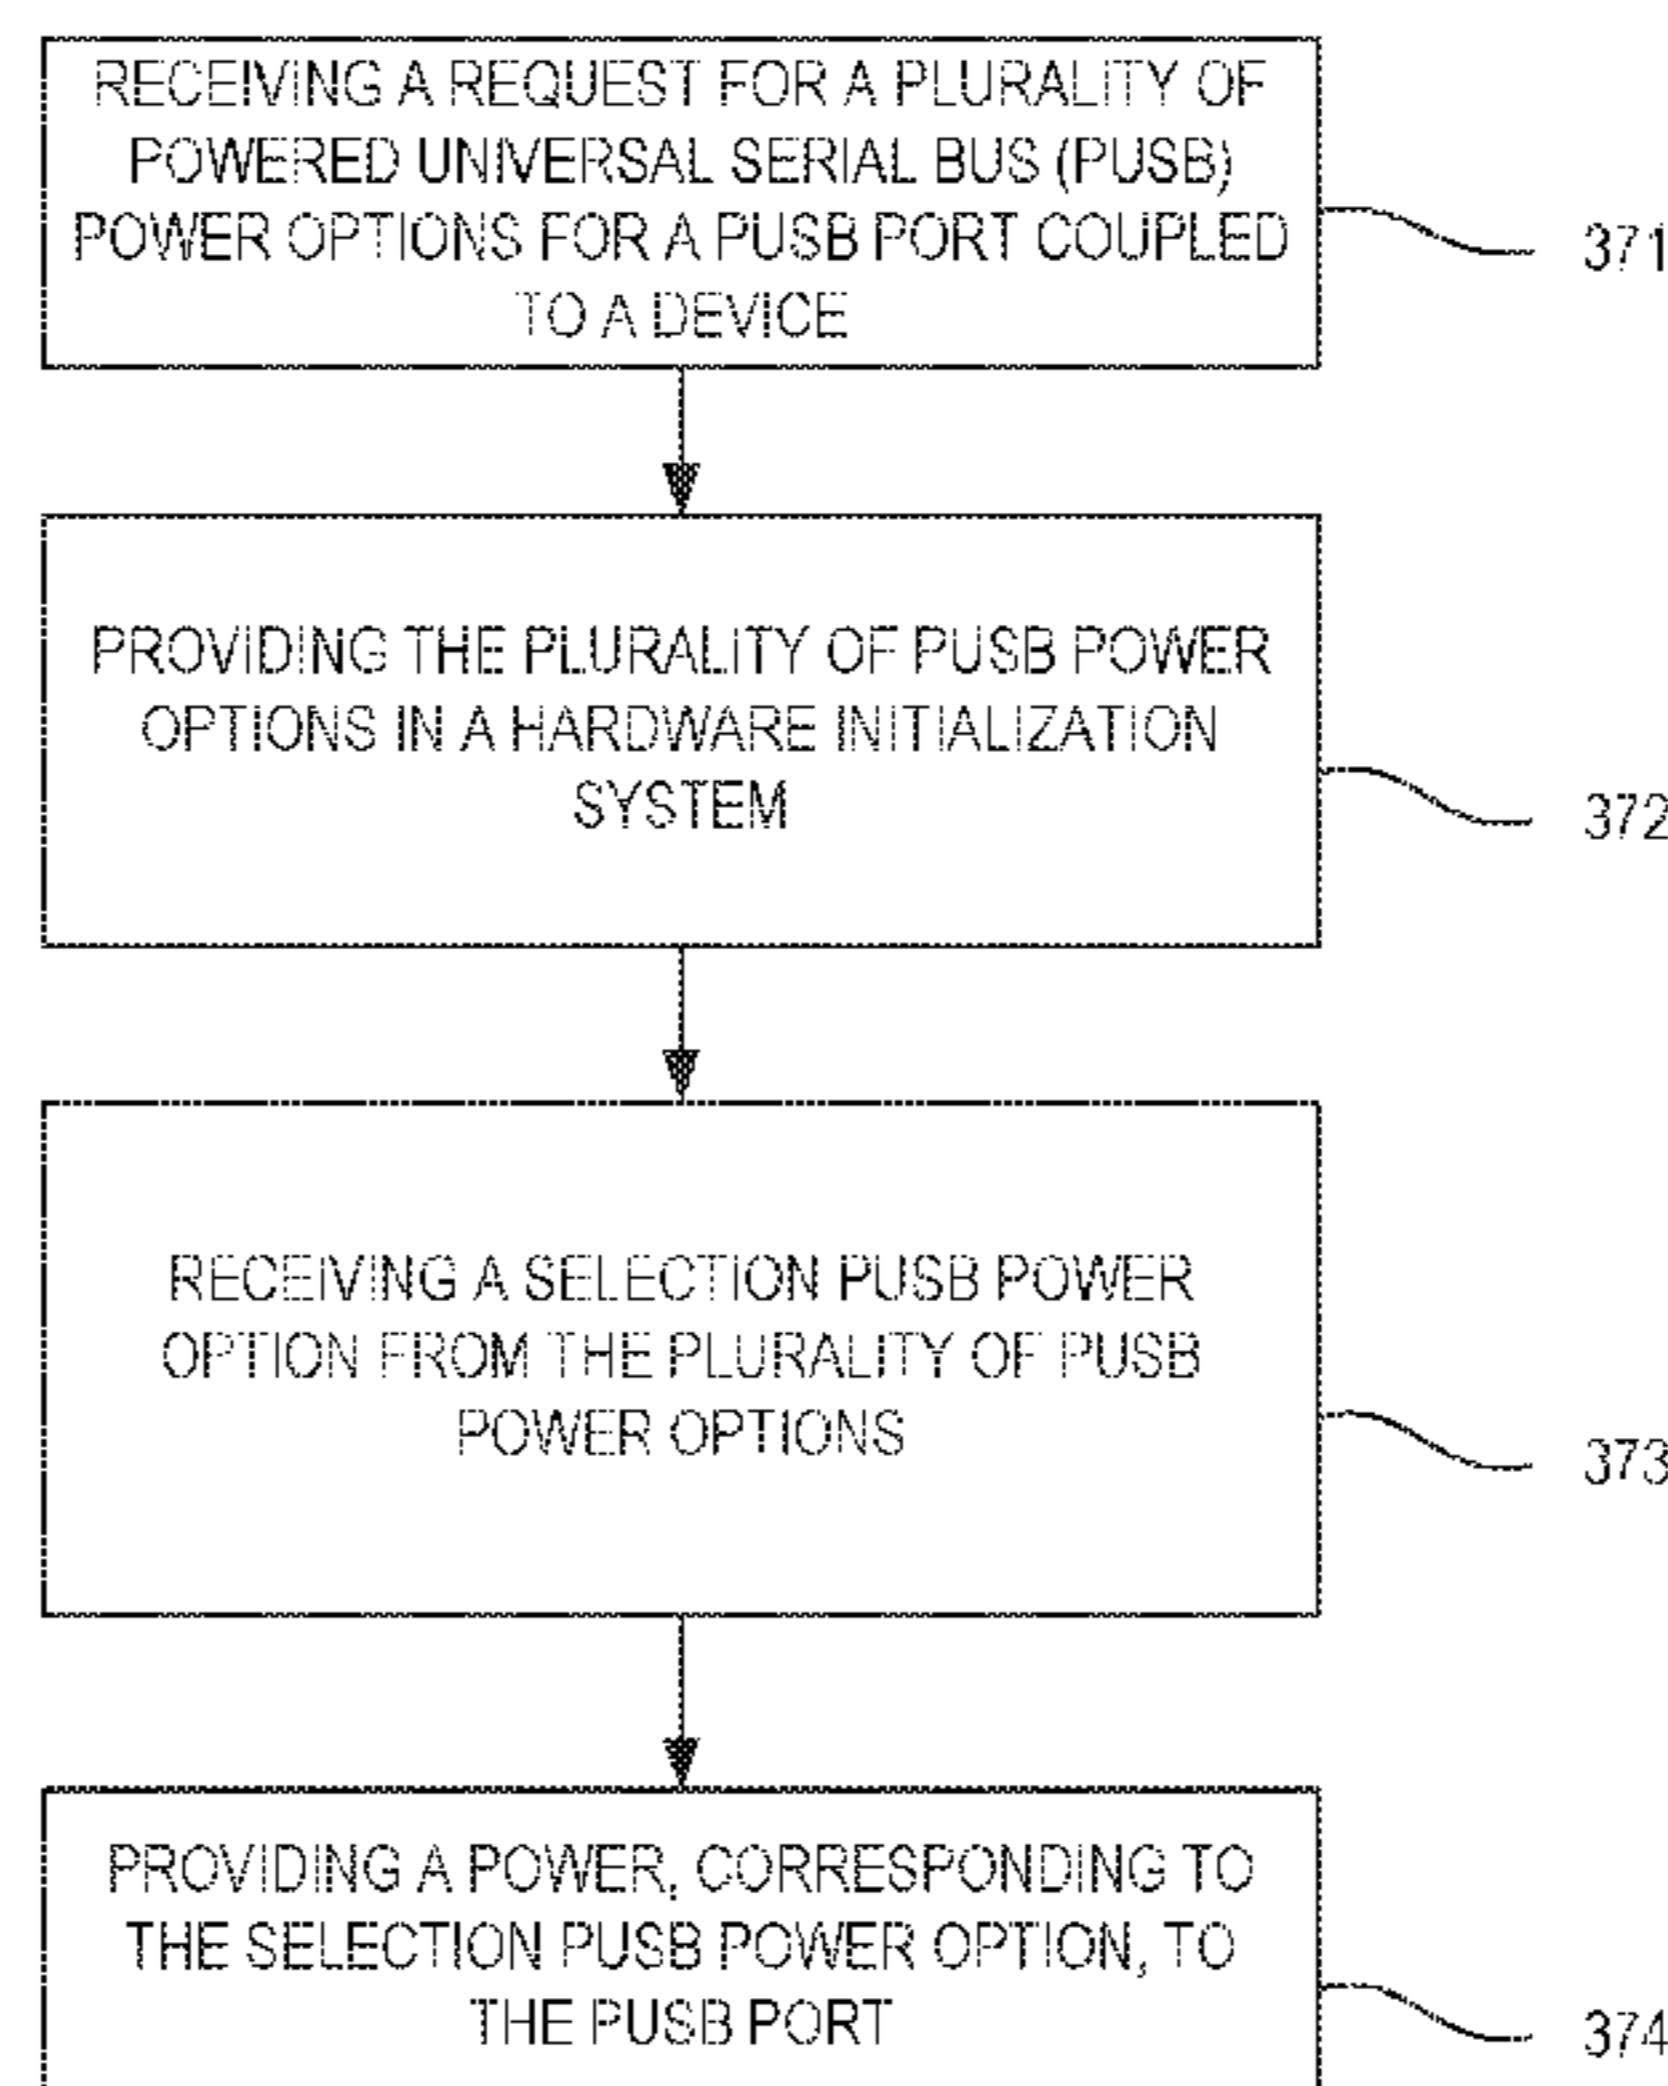 RECEIVING A REQUEST FOR A PLURALITY OF
POWERED UNIVERSAL SERIAL BUS (PUSB)
POWER OPTIONS FOR A PUSB PORT COUPLED
TO A DEVICE
371
PROVIDING THE PLURALITY OF PUSB POWER
OPTIONS IN A HARDWARE INITIALIZATION
SYSTEM
372
RECEIVING A SELECTION PUSB POWER
OPTION FROM THE PLURALITY OF PUSB
POWER OPTIONS
373
PROVIDING A POWER, CORRESPONDING TO
THE SELECTION PUSB POWER OPTION, TO
THE PUSB PORT
374